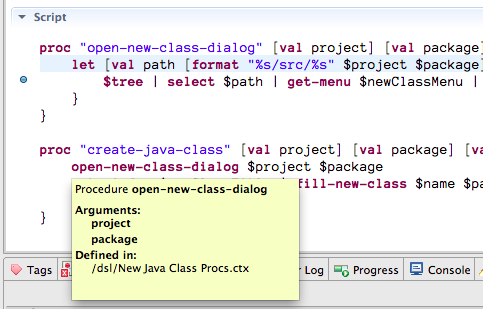 Script
proc "open-new-class-dialog" [val project] [val package]
let [val path [format "%s/src/%s" $project $package]
$tree | select $path | get-menu $newClassMenu |
}
}
proc "create-java-class" [val project] [val package] [va
open-new-class-dialog $project $package
fill-new-class $name $pa
}
Procedure open-new-class-dialog
Arguments:
project
package
Defined in:
/dsl/New Java Class Procs.ctx
Tags Log Progress Console